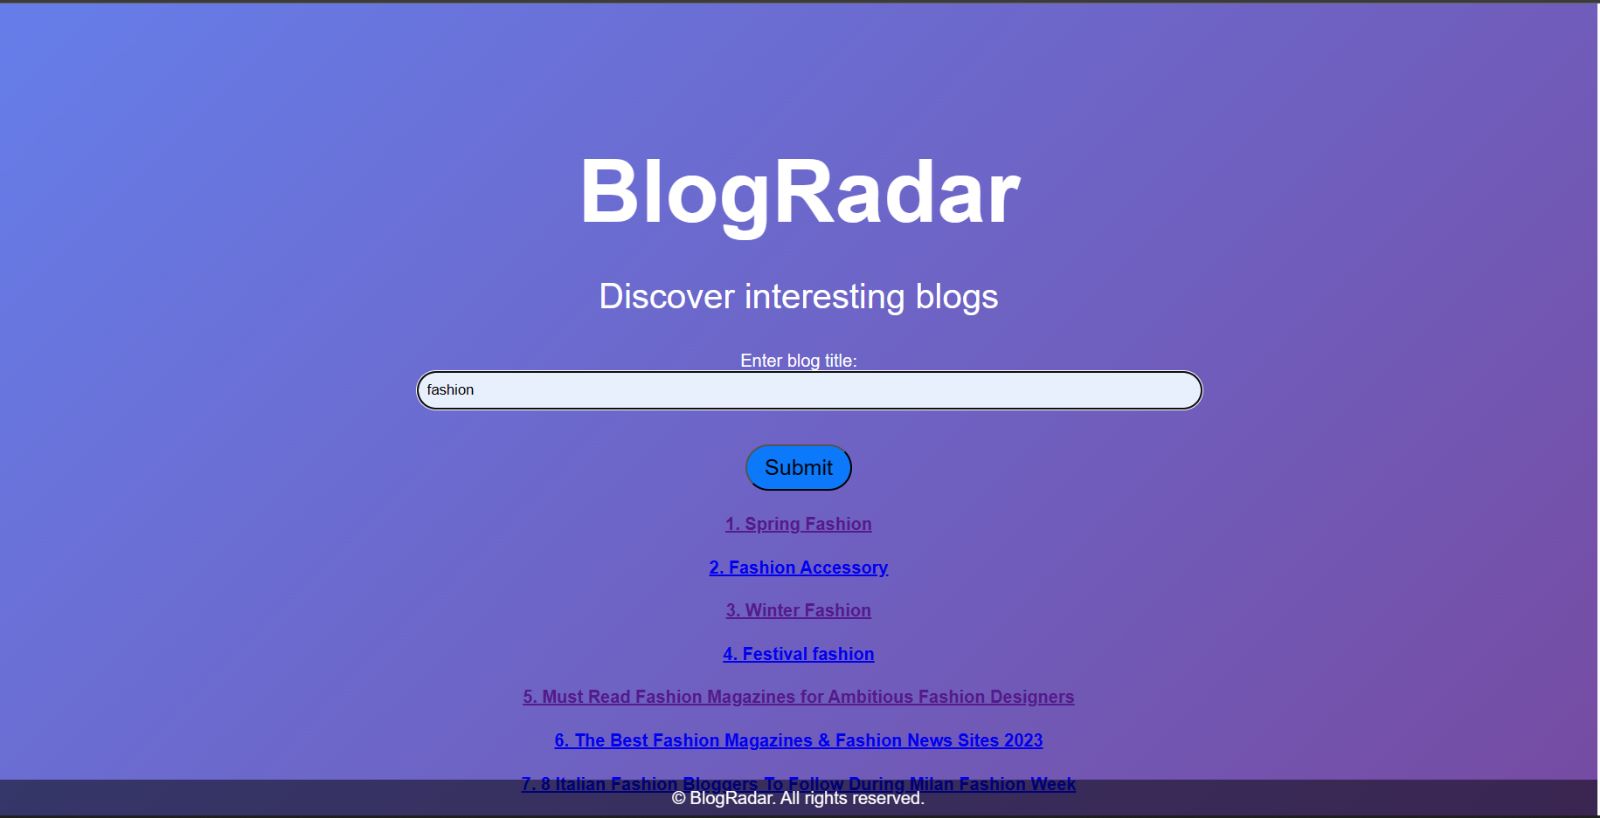 BlogRadar
Discover interesting blogs
Enter blog title:
fashion
Submit
1. Spring Fashion
2. Fashion Accessory
3. Winter Fashion
4. Festival fashion
5. Must Read Fashion Magazines for Ambitious Fashion Designers
6. The Best Fashion Magazines & Fashion News Sites 2023
7. 8 Italian Fashion Bloggers To Follow During Milan Fashion Week
© BlogRadar. All rights reserved.